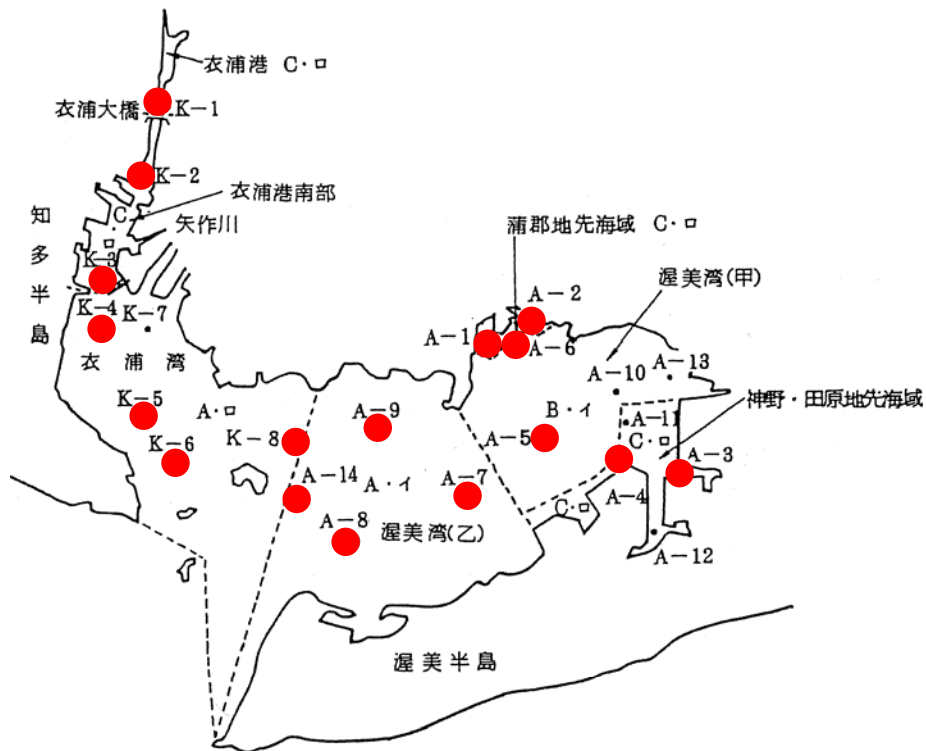 衣浦港 C・ロ
衣浦大橋
K-1
K-2
衣浦港南部
C・ロ
矢作川
知多半島
K-3
K-4
K-7
衣浦湾
K-5
A・ロ
K-6
K-8
蒲郡地先海域 C・ロ
渥美湾(甲)
A-2
A-1
A-6
A-13
A-10
神野・田原地先海域
A-9
B・イ
A-11
C・ロ
A-5
A-3
A-14
A・イ
A-7
A-4
C・ロ
A-8
渥美湾(乙)
A-12
渥美半島